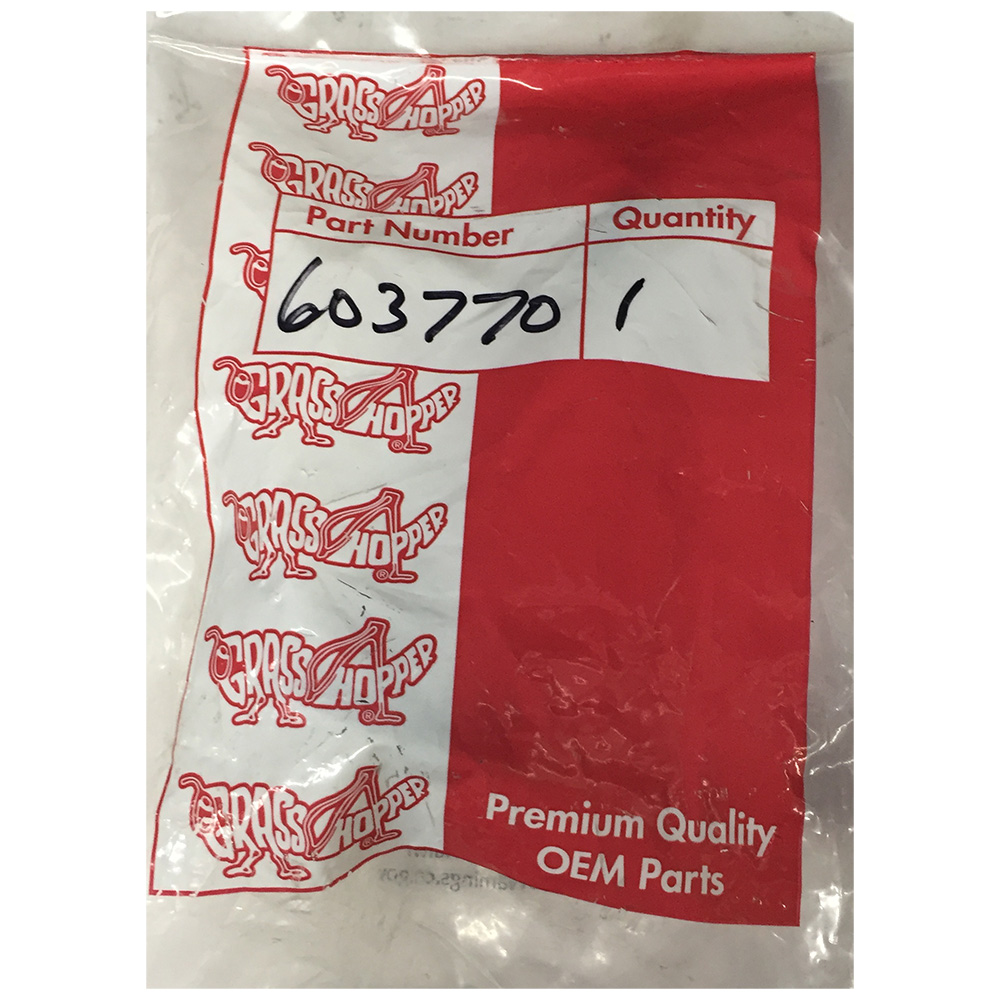 GRASSHOPPER
GRASSHOPPER
Part Number Quantity
603770 1
GRASSHOPPER ®
GRASSHOPPER ®
GRASSHOPPER ®
GRASSHOPPER
Premium Quality
OEM Parts